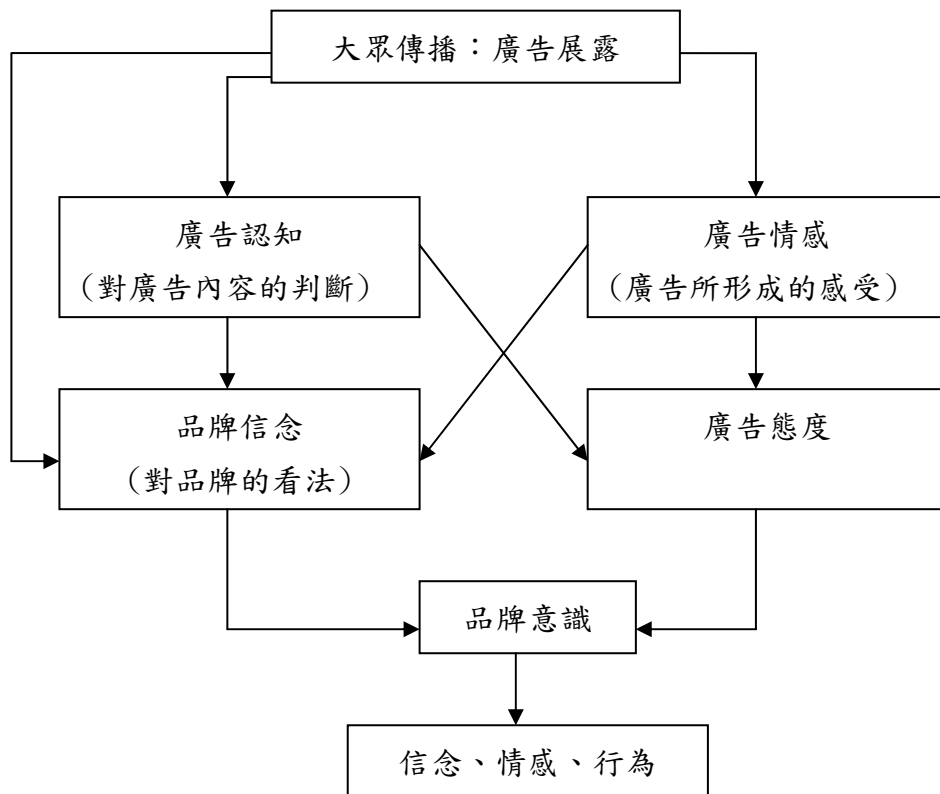 大眾傳播：廣告展露
廣告認知
（對廣告內容的判斷）
廣告情感
（廣告所形成的感受）
品牌信念
（對品牌的看法）
廣告態度
品牌意識
信念、情感、行為